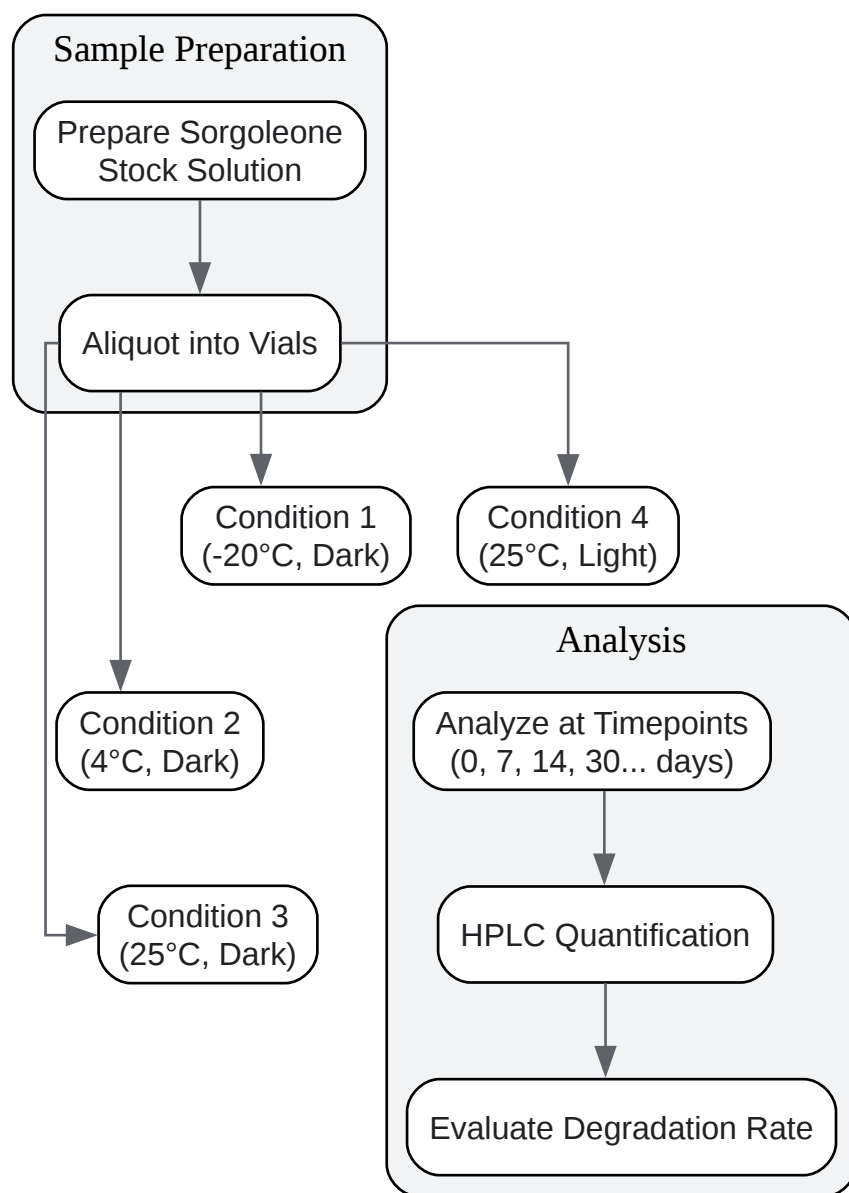 Sample Preparation
Prepare Sorgoleone
Stock Solution
Aliquot into Vials
Condition 1
(-20°C, Dark)
Condition 4
(25°C, Light)
Analysis
Condition 2
(4°C, Dark)
Analyze at Timepoints
(0, 7, 14, 30... days)
Condition 3
(25°C, Dark)
HPLC Quantification
Evaluate Degradation Rate